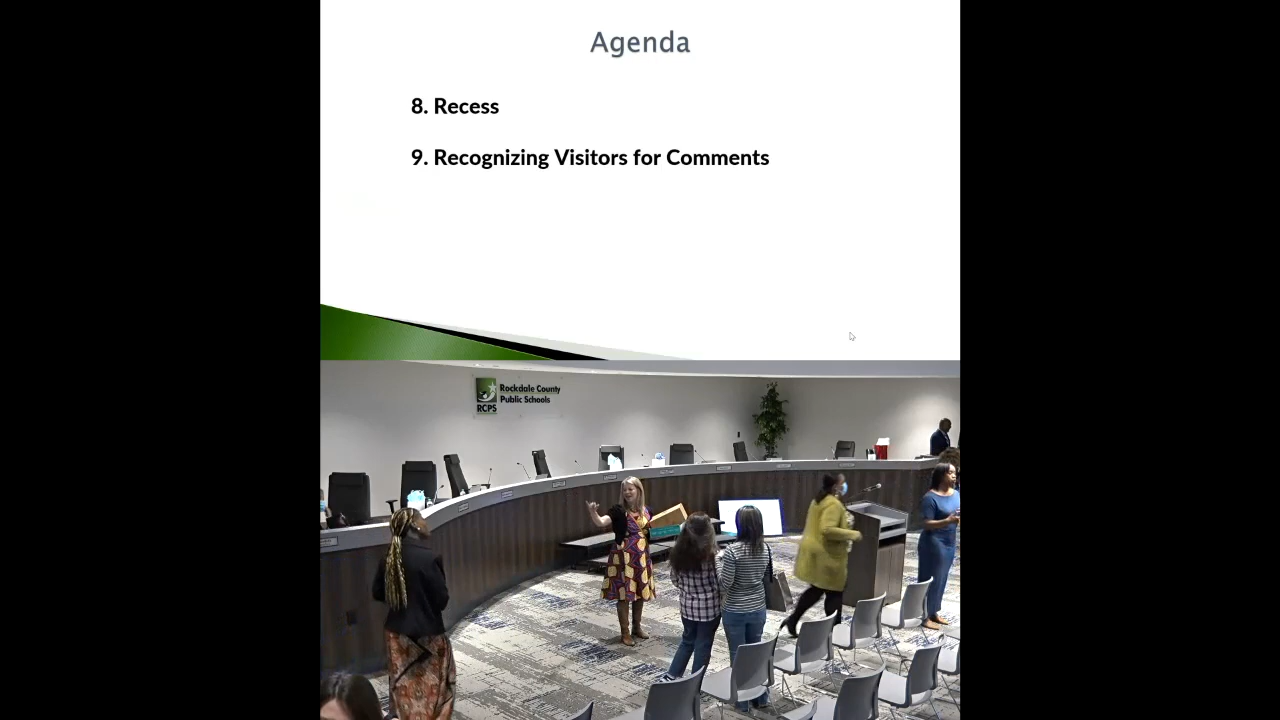 Agenda
8. Recess
9. Recognizing Visitors for Comments
Rockdale County
Public Schools
RCPS